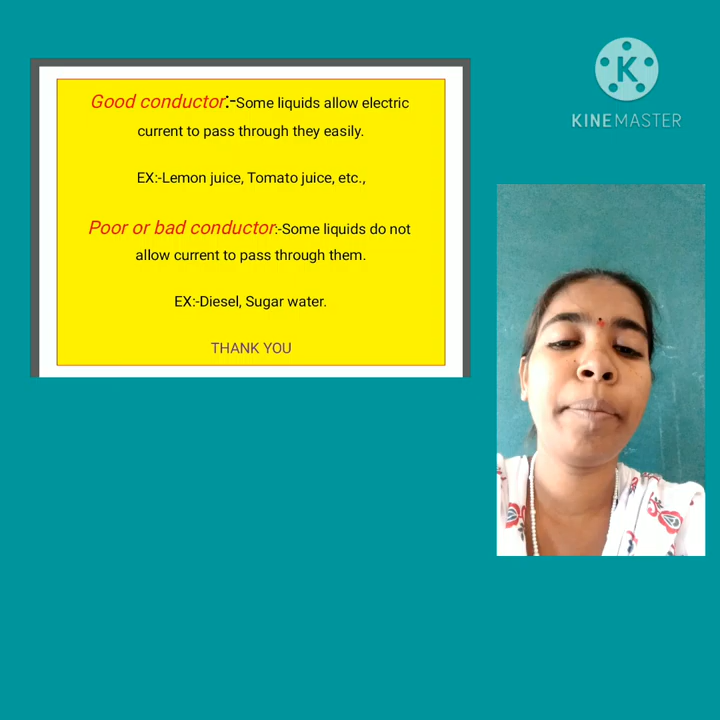 Good conductor:-Some liquids allow electric
current to pass through they easily.
EX:-Lemon juice, Tomato juice, etc.,
Poor or bad conductor:-Some liquids do not
allow current to pass through them.
EX:-Diesel, Sugar water.
THANK YOU
K
KINEMASTER